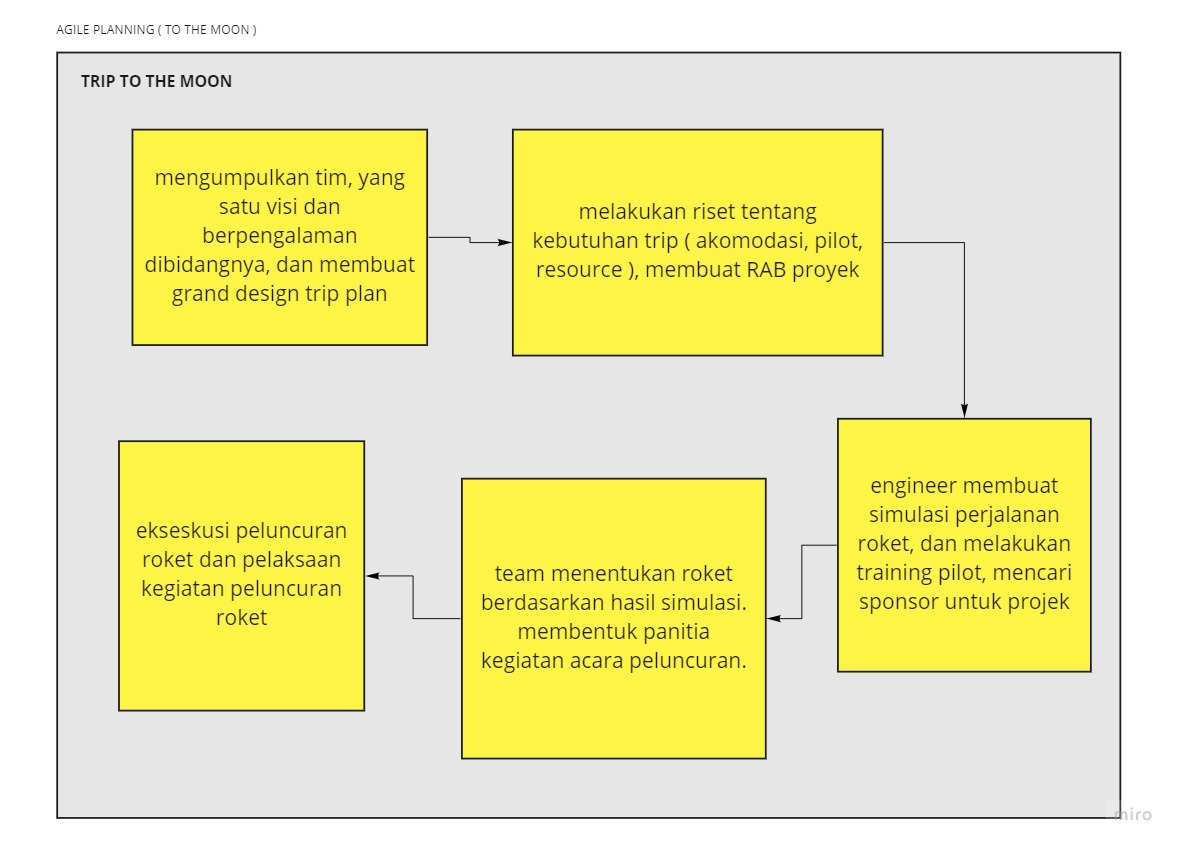 AGILE PLANNING ( TO THE MOON )
TRIP TO THE MOON
mengumpulkan tim, yang
satu visi dan
berpengalaman
dibidangnya, dan membuat
grand design trip plan
melakukan riset tentang
kebutuhan trip ( akomodasi, pilot,
resource ), membuat RAB proyek
engineer membuat
simulasi perjalanan
roket, dan melakukan
training pilot, mencari
sponsor untuk projek
team menentukan roket
berdasarkan hasil simulasi.
membentuk panitia
kegiatan acara peluncuran.
ekseskusi peluncuran
roket dan pelaksaan
kegiatan peluncuran
roket
miro